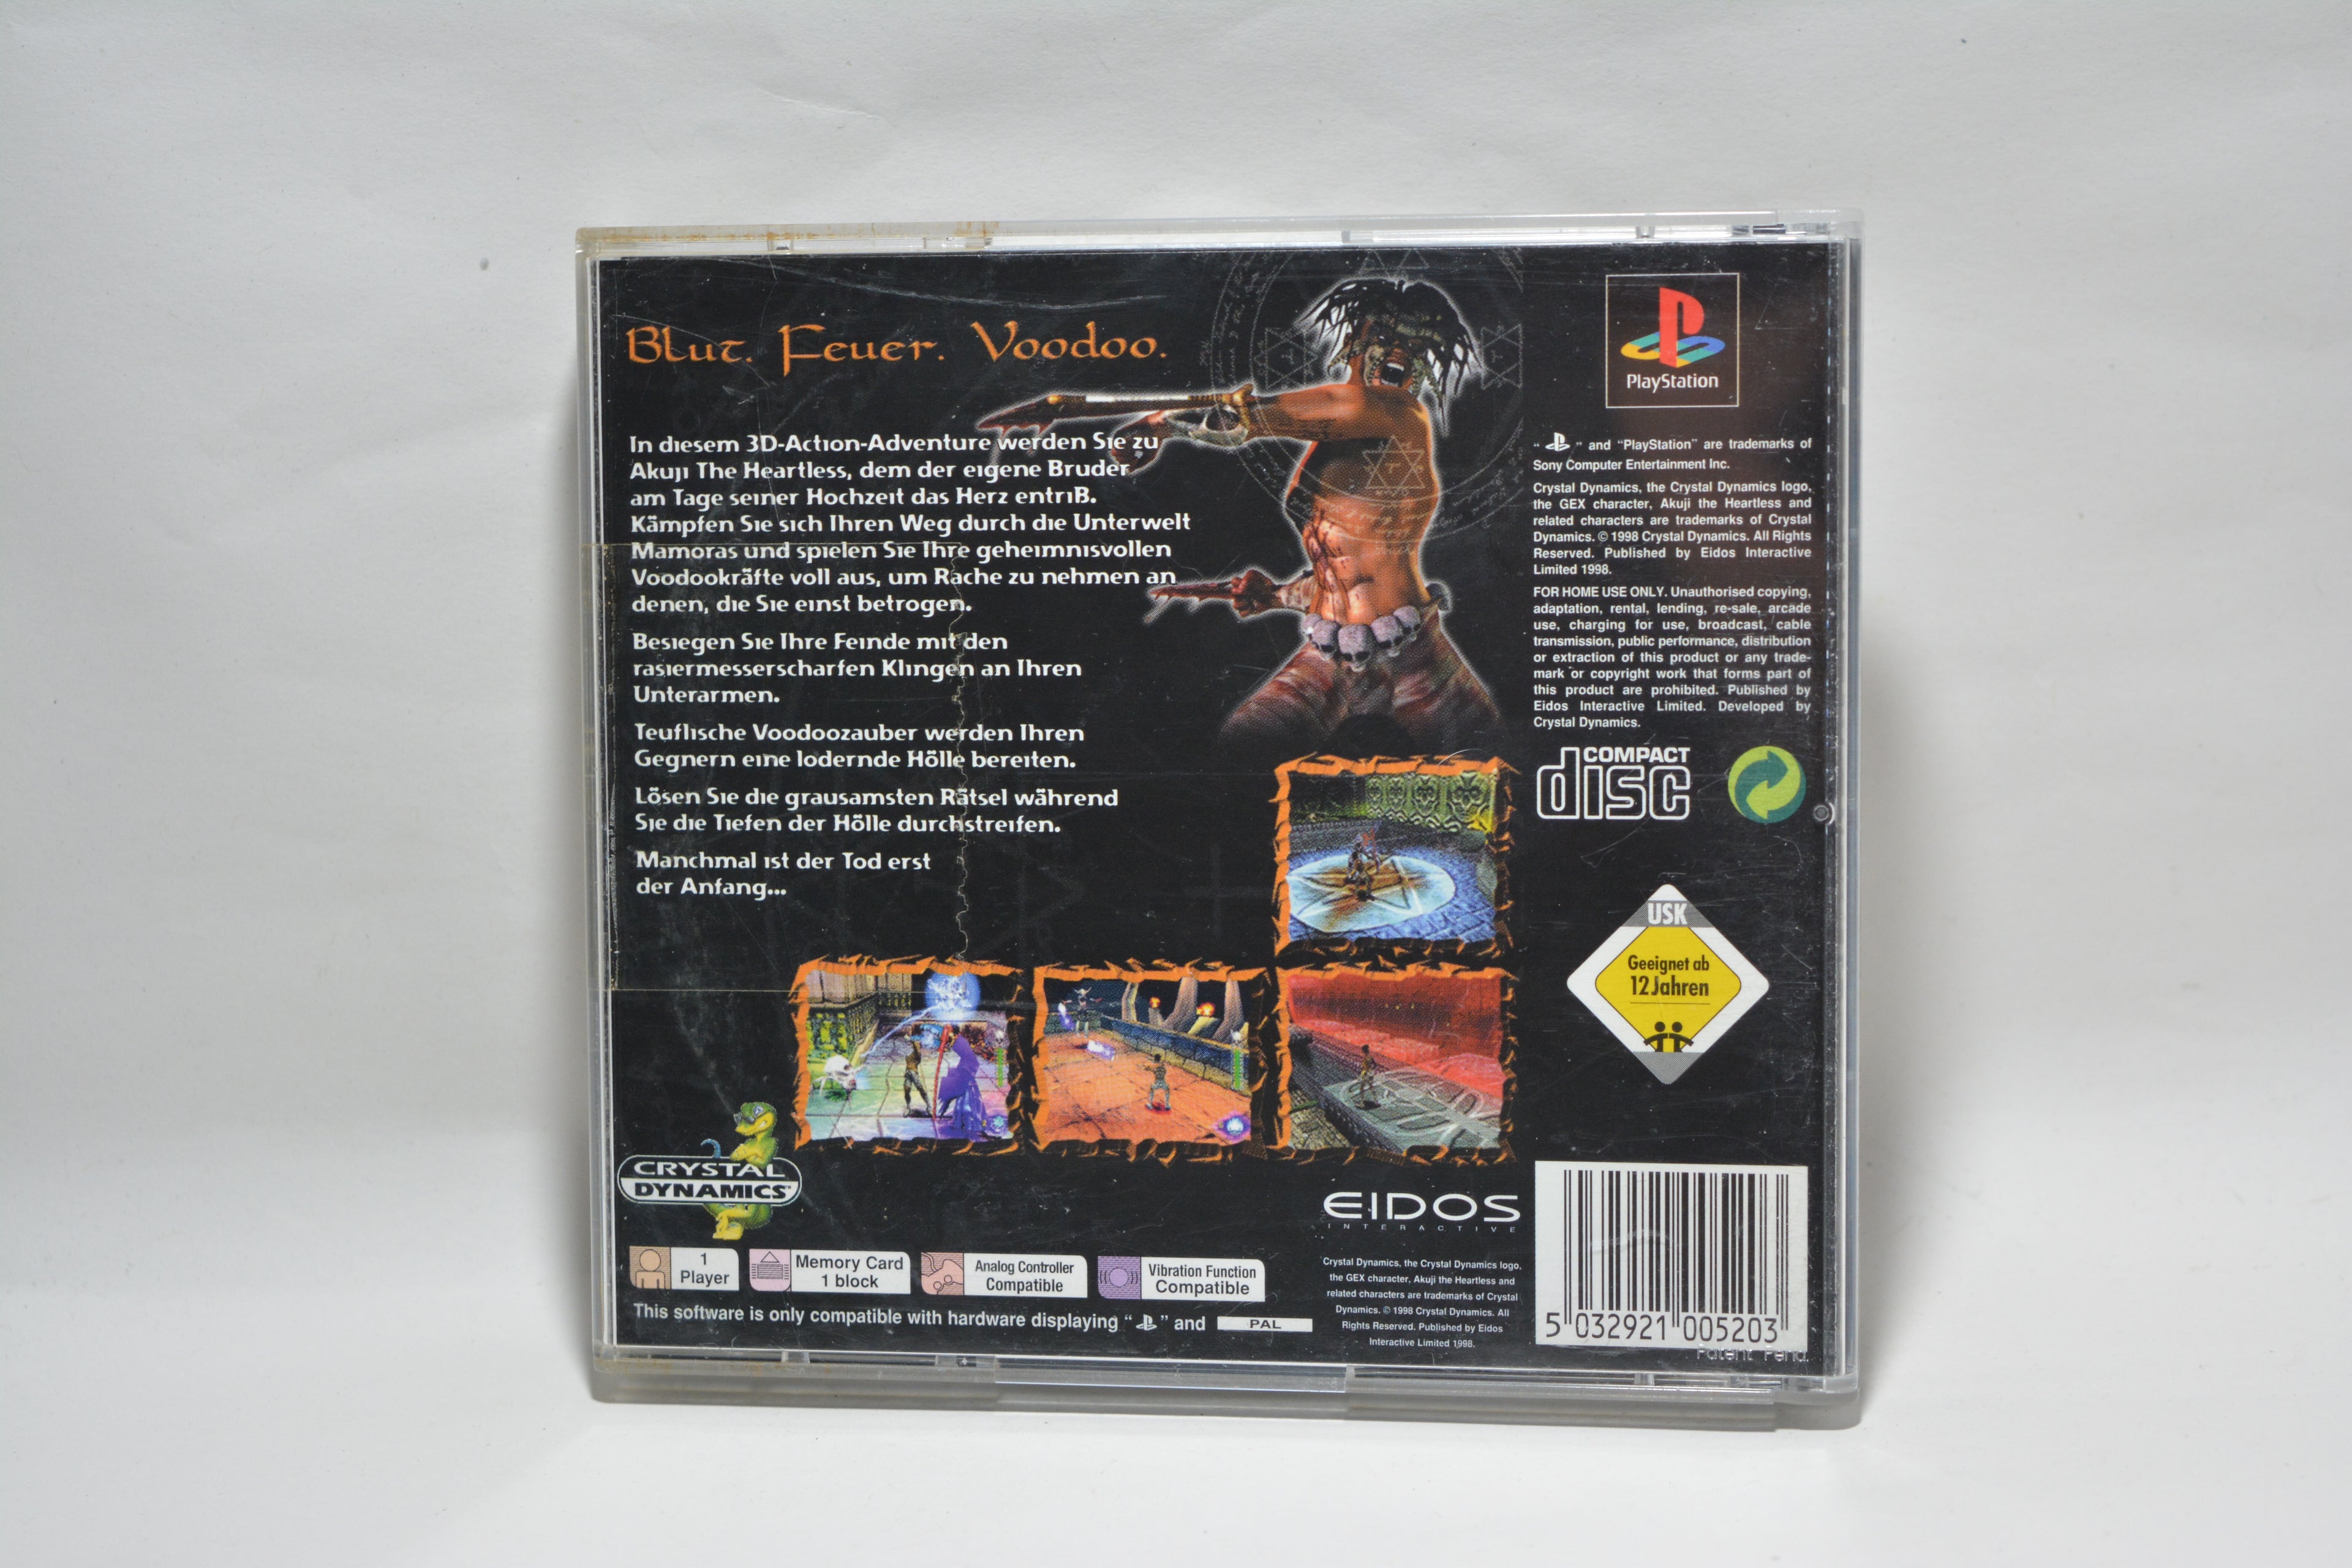 Blut. Feuer. Voodoo.
In diesem 3D-Action-Adventure werden Sie zu
Akuji The Heartless, dem der eigene Bruder
am Tage seiner Hochzeit das Herz entriß.
Kämpfen Sie sich Ihren Weg durch die Unterwelt
Mamoras und spielen Sie Ihre geheimnisvollen
Voodookräfte voll aus, um Rache zu nehmen an
denen, die Sie einst betrogen.
Besiegen Sie Ihre Feinde mit den
rasiermesserscharfen Klingen an Ihren
Unterarmen.
Teuflische Voodoozauber werden Ihren
Gegnern eine lodernde Hölle bereiten.
Lösen Sie die grausamsten Rätsel während
Sie die Tiefen der Hölle durchstreifen.
Manchmal ist der Tod erst
der Anfang...
CRYSTAL
DYNAMICS
1
Player
Memory Card
1 block
Analog Controller
Compatible
Vibration Function
Compatible
This software is only compatible with hardware displaying " " and PAL
EIDOS
INTERACTIVE
Crystal Dynamics, the Crystal Dynamics logo,
the GEX character, Akuji the Heartless and
related characters are trademarks of Crystal
Dynamics. © 1998 Crystal Dynamics. All
Rights Reserved. Published by Eidos
Interactive Limited 1998.
PlayStation
" " and "PlayStation" are trademarks of
Sony Computer Entertainment Inc.
Crystal Dynamics, the Crystal Dynamics logo,
the GEX character, Akuji the Heartless and
related characters are trademarks of Crystal
Dynamics. © 1998 Crystal Dynamics. All Rights
Reserved. Published by Eidos Interactive
Limited 1998.
FOR HOME USE ONLY. Unauthorised copying,
adaptation, rental, lending, re-sale, arcade
use, charging for use, broadcast, cable
transmission, public performance, distribution
or extraction of this product or any trade-
mark or copyright work that forms part of
this product are prohibited. Published by
Eidos Interactive Limited. Developed by
Crystal Dynamics.
COMPACT
disc
USK
Geeignet ab
12 Jahren
5 032921 005203
Patent Pend.